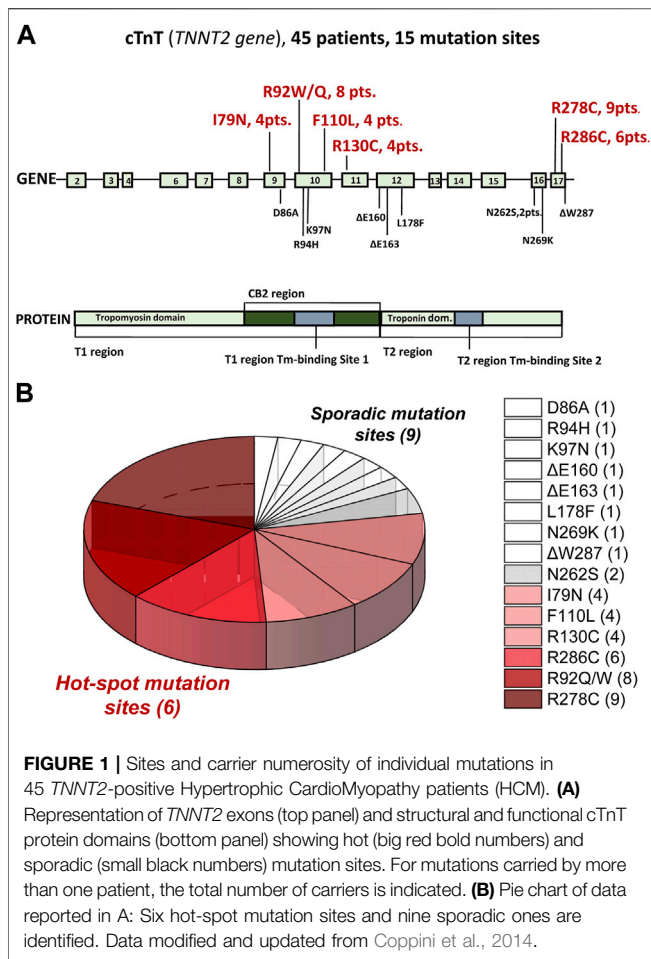 A
cTnT (TNNT2 gene), 45 patients, 15 mutation sites
R92W/Q, 8 pts.
R278C, 9pts.
I79N, 4pts.
F110L, 4 pts.
R286C, 6pts.
R130C, 4pts.
GENE
2 3 4 6 7 8 9 10 11 12 13 14 15 16 17
D86A
K97N
R94H
ΔE160
ΔE163
L178F
N262S,2pts.
N269K
ΔW287
CB2 region
PROTEIN
Tropomyosin domain
Troponin dom.
T1 region
T1 region Tm-binding Site 1
T2 region
T2 region Tm-binding Site 2
B
Sporadic mutation
sites (9)
Hot-spot mutation
sites (6)
D86A (1)
R94H (1)
K97N (1)
ΔE160 (1)
ΔE163 (1)
L178F (1)
N269K (1)
ΔW287 (1)
N262S (2)
I79N (4)
F110L (4)
R130C (4)
R286C (6)
R92Q/W (8)
R278C (9)
FIGURE 1 | Sites and carrier numerosity of individual mutations in
45 TNNT2-positive Hypertrophic CardioMyopathy patients (HCM). (A)
Representation of TNNT2 exons (top panel) and structural and functional cTnT
protein domains (bottom panel) showing hot (big red bold numbers) and
sporadic (small black numbers) mutation sites. For mutations carried by more
than one patient, the total number of carriers is indicated. (B) Pie chart of data
reported in A: Six hot-spot mutation sites and nine sporadic ones are
identified. Data modified and updated from Coppini et al., 2014.